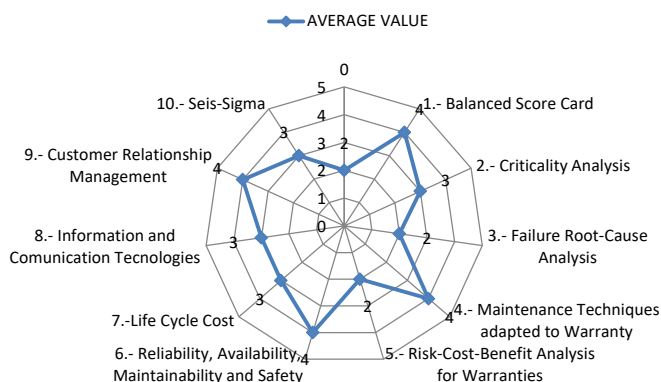 AVERAGE VALUE
0
1.- Balanced Score Card
2.- Criticality Analysis
3.- Failure Root-Cause
Analysis
4.- Maintenance Techniques
adapted to Warranty
5.- Risk-Cost-Benefit Analysis
for Warranties
6.- Reliability, Availability,
Maintainability and Safety
7.-Life Cycle Cost
8.- Information and
Comunication Tecnologies
9.- Customer Relationship
Management
10.- Seis-Sigma
5
4
3
2
1
0
2
4
3
2
4
2
4
3
3
4
3